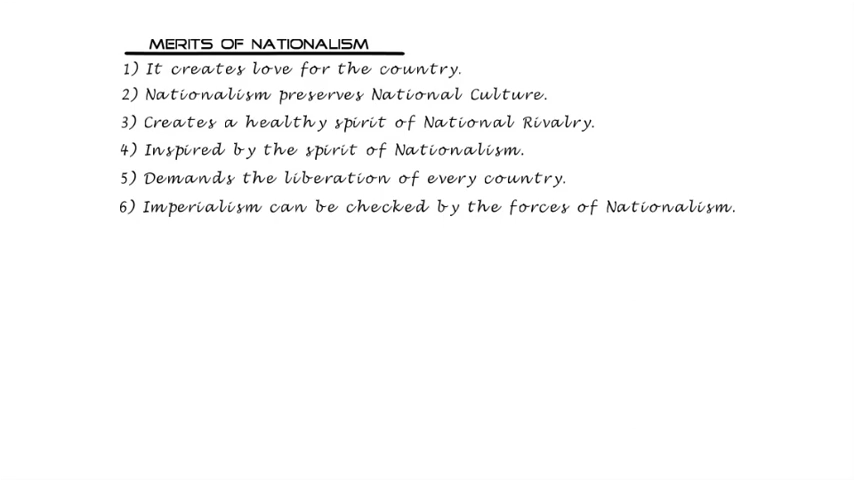 MERITS OF NATIONALISM
1) It creates love for the country.
2) Nationalism preserves National Culture.
3) Creates a healthy spirit of National Rivalry.
4) Inspired by the spirit of Nationalism.
5) Demands the liberation of every country.
6) Imperialism can be checked by the forces of Nationalism.